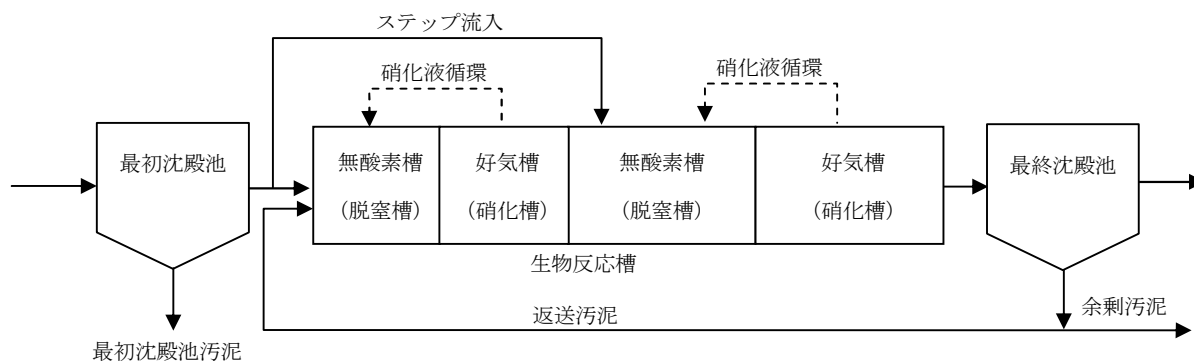 ステップ流入
硝化液循環
硝化液循環
最初沈殿池
無酸素槽
(脱窒槽)
好気槽
(硝化槽)
無酸素槽
(脱窒槽)
好気槽
(硝化槽)
最終沈殿池
生物反応槽
返送汚泥
余剰汚泥
最初沈殿池汚泥